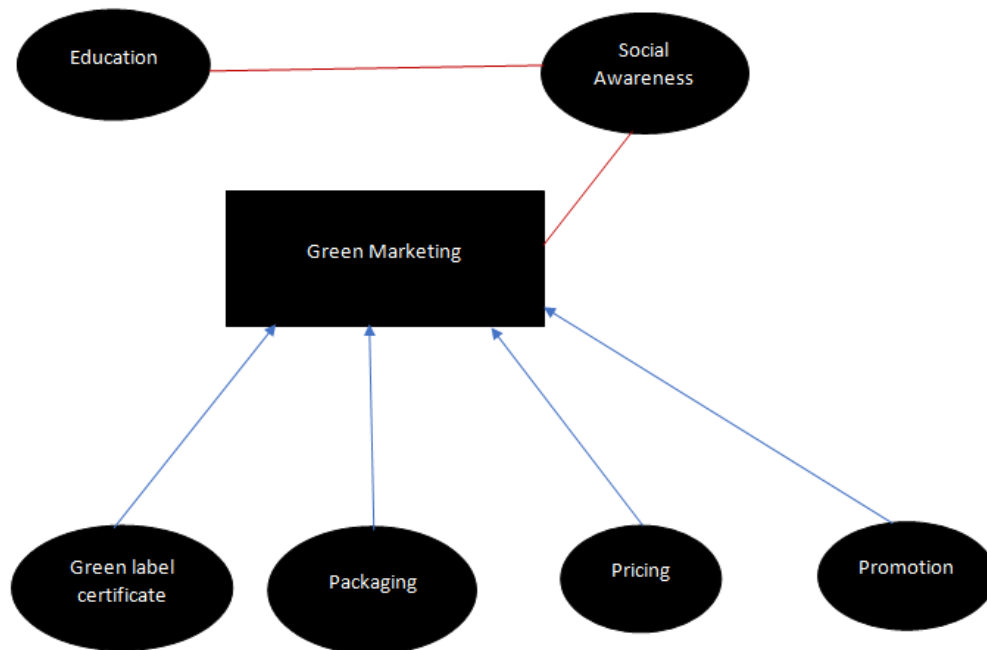 Education
Social
Awareness
Green Marketing
Green label
certificate
Packaging
Pricing
Promotion